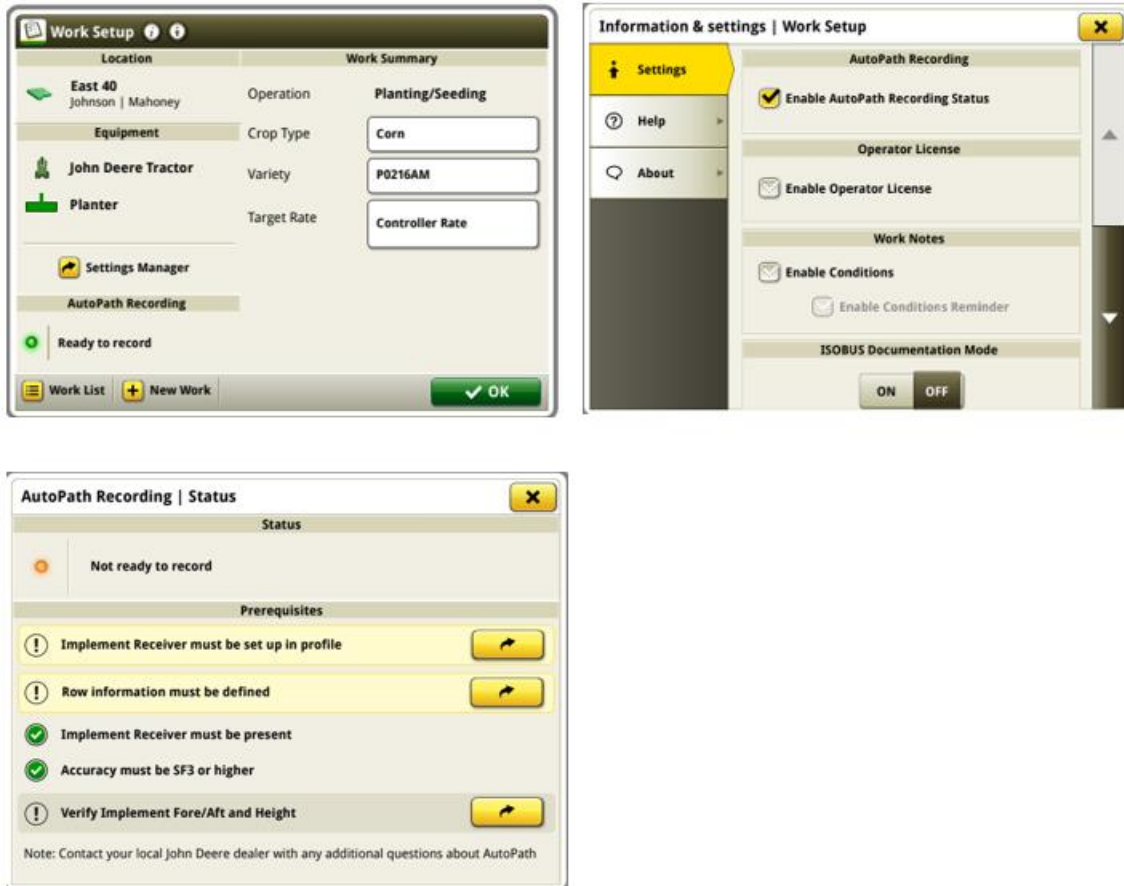 Work Setup
Location
East 40
Johnson | Mahoney
Equipment
John Deere Tractor
Planter
Settings Manager
AutoPath Recording
Ready to record
Work Summary
Operation Planting/Seeding
Crop Type Corn
Variety P0216AM
Target Rate Controller Rate
Work List New Work OK
Information & settings | Work Setup
Settings
Help
About
AutoPath Recording
Enable AutoPath Recording Status
Operator License
Enable Operator License
Work Notes
Enable Conditions
Enable Conditions Reminder
ISOBUS Documentation Mode
ON OFF
AutoPath Recording | Status
Status
Not ready to record
Prerequisites
Implement Receiver must be set up in profile
Row information must be defined
Implement Receiver must be present
Accuracy must be SF3 or higher
Verify Implement Fore/Aft and Height
Note: Contact your local John Deere dealer with any additional questions about AutoPath